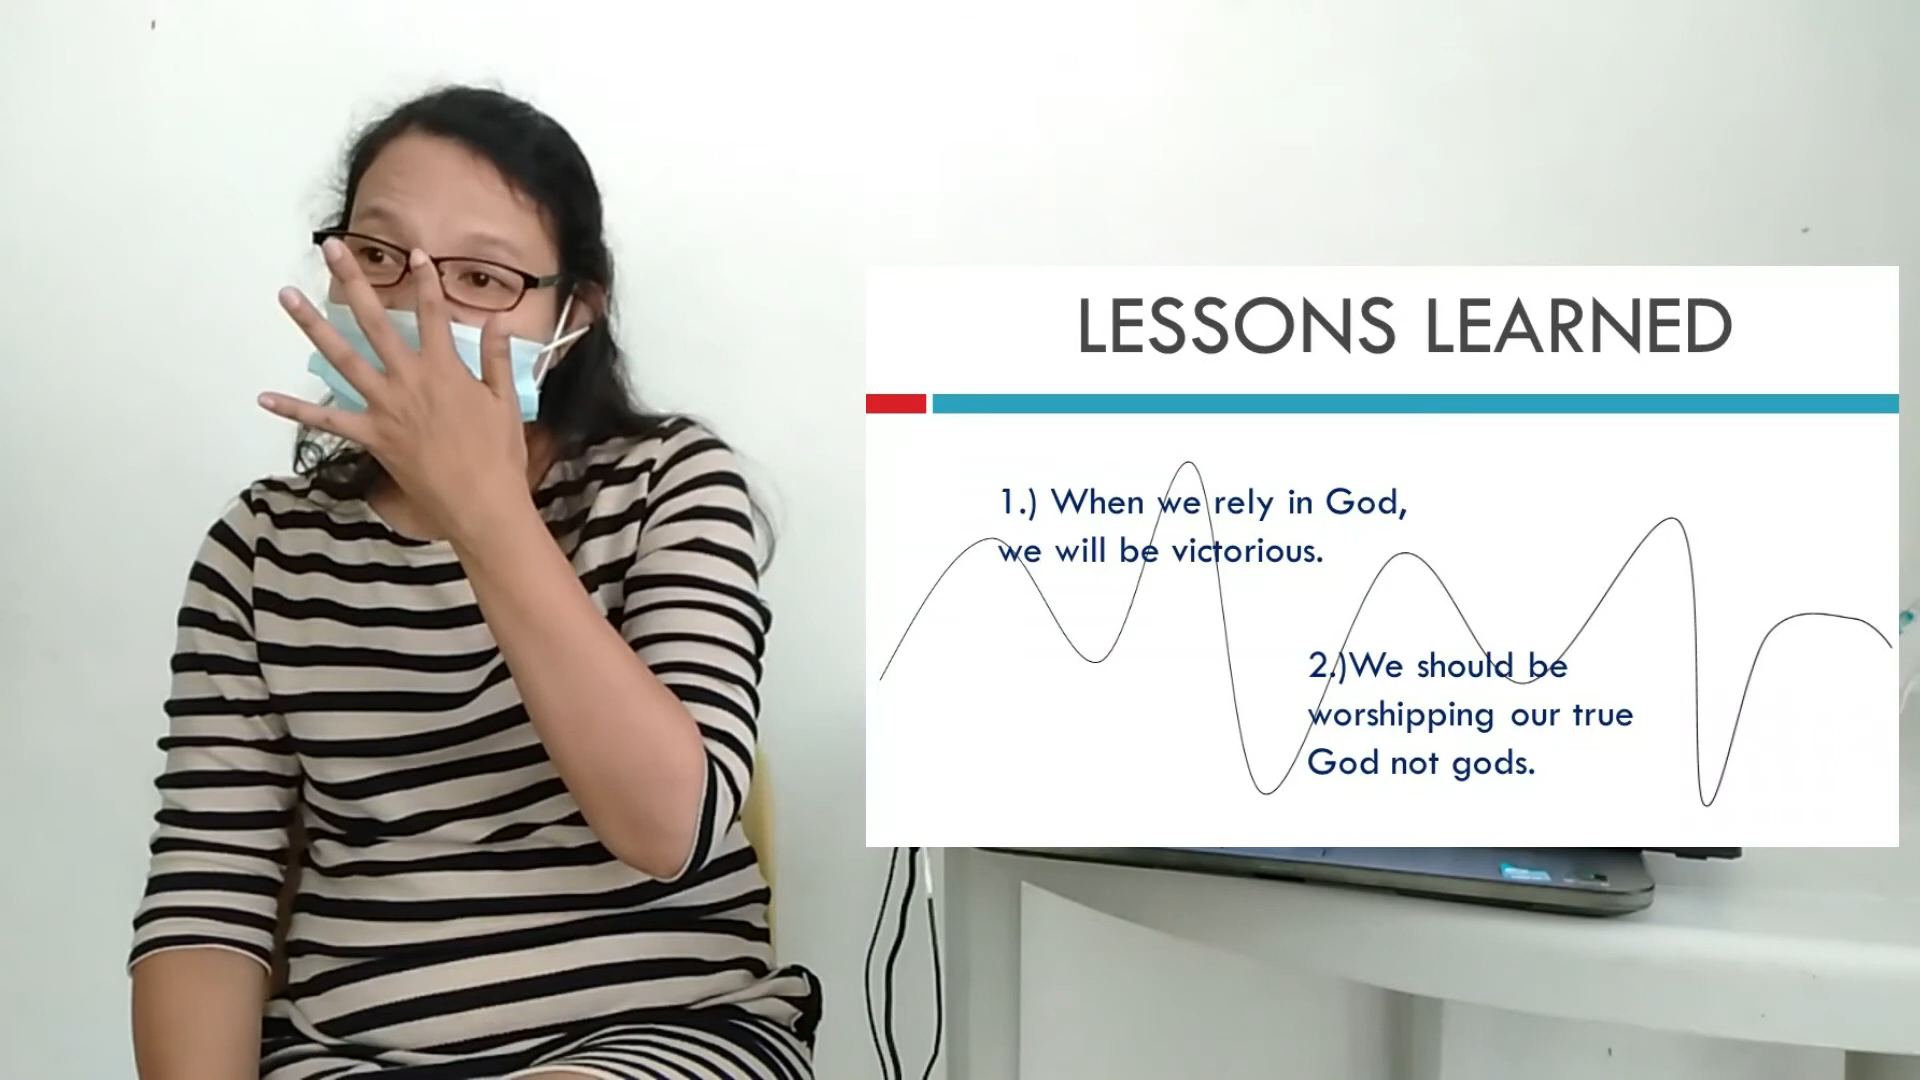 LESSONS LEARNED
1.) When we rely in God,
we will be victorious.
2.)We should be
worshipping our true
God not gods.